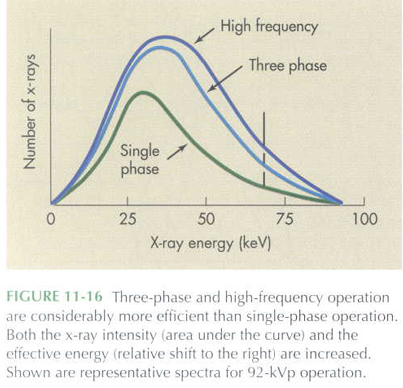 High frequency
Three phase
Number of x-rays
Single
phase
0 25 50 75 100
X-ray energy (keV)
FIGURE 11-16 Three-phase and high-frequency operation
are considerably more efficient than single-phase operation.
Both the x-ray intensity (area under the curve) and the
effective energy (relative shift to the right) are increased.
Shown are representative spectra for 92-kVp operation.